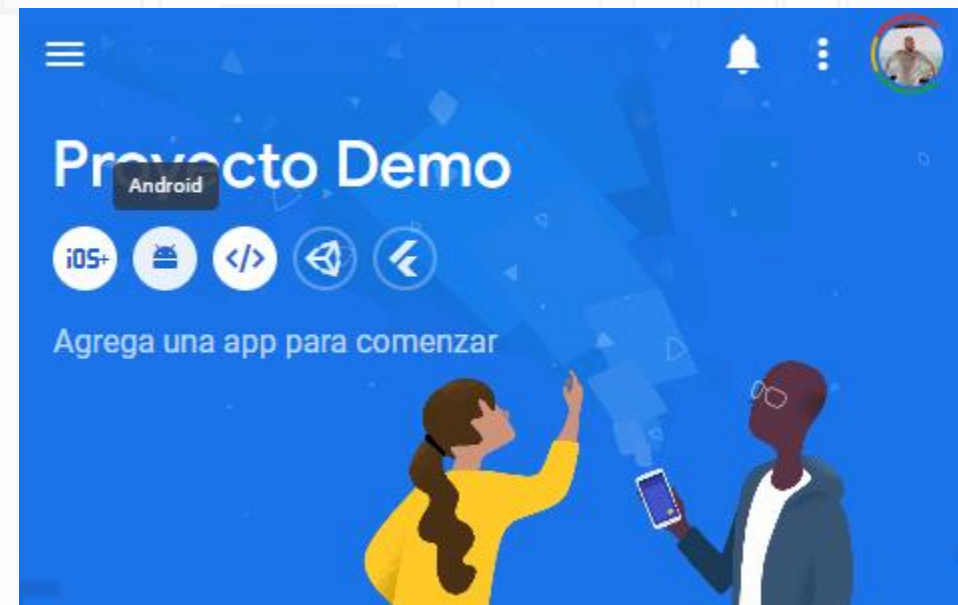 Proyecto Demo
Android
iOS+
</>
Agrega una app para comenzar